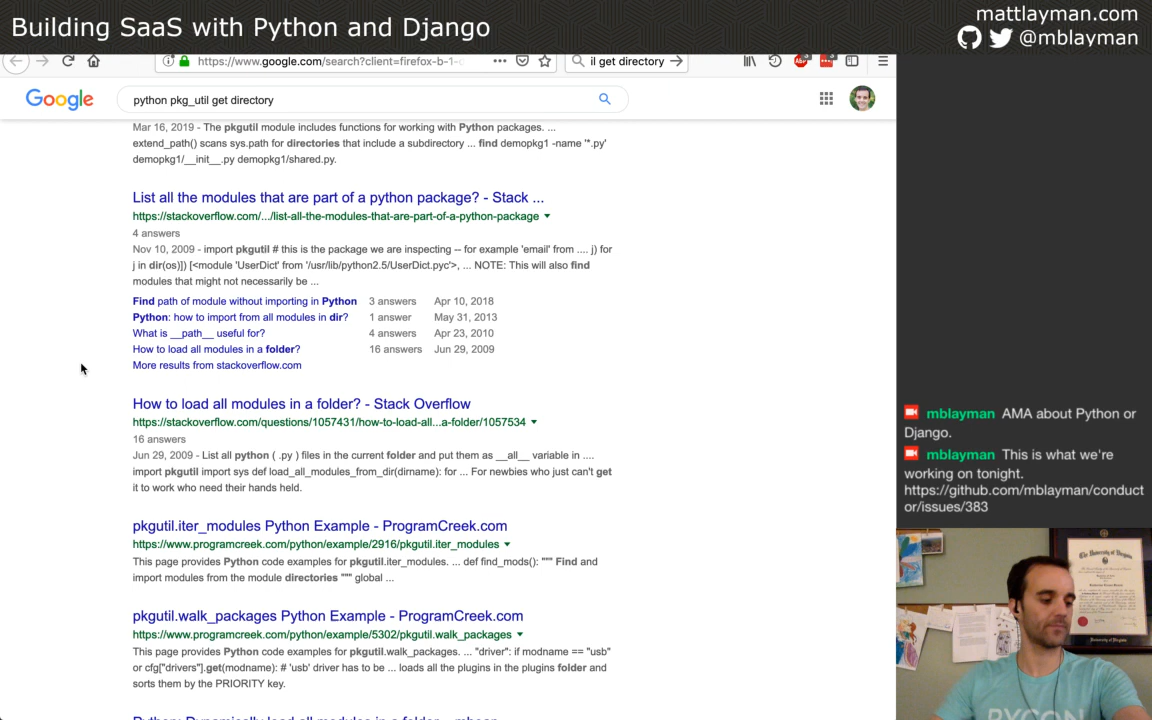 Building SaaS with Python and Django
mattlayman.com
@mblayman
https://www.google.com/search?client=firefox-b-1-d
il get directory
Google
python pkg_util get directory
Mar 16, 2019 - The pkgutil module includes functions for working with Python packages. ...
extend_path() scans sys.path for directories that include a subdirectory ... find demopkg1 -name '*.py'
demopkg1/__init__.py demopkg1/shared.py.
List all the modules that are part of a python package? - Stack ...
https://stackoverflow.com/.../list-all-the-modules-that-are-part-of-a-python-package
4 answers
Nov 10, 2009 - import pkgutil # this is the package we are inspecting -- for example 'email' from .... j) for
j in dir(os)]) [<module 'UserDict' from '/usr/lib/python2.5/UserDict.pyc'>, ... NOTE: This will also find
modules that might not necessarily be ...
Find path of module without importing in Python 3 answers Apr 10, 2018
Python: how to import from all modules in dir? 1 answer May 31, 2013
What is __path__ useful for? 4 answers Apr 23, 2010
How to load all modules in a folder? 16 answers Jun 29, 2009
More results from stackoverflow.com
How to load all modules in a folder? - Stack Overflow
https://stackoverflow.com/questions/1057431/how-to-load-all...a-folder/1057534
16 answers
Jun 29, 2009 - List all python ( .py ) files in the current folder and put them as __all__ variable in ....
import pkgutil import sys def load_all_modules_from_dir(dirname): for ... For newbies who just can't get
it to work who need their hands held.
pkgutil.iter_modules Python Example - ProgramCreek.com
https://www.programcreek.com/python/example/2916/pkgutil.iter_modules
This page provides Python code examples for pkgutil.iter_modules. ... def find_mods(): """ Find and
import modules from the module directories """ global ...
pkgutil.walk_packages Python Example - ProgramCreek.com
https://www.programcreek.com/python/example/5302/pkgutil.walk_packages
This page provides Python code examples for pkgutil.walk_packages. ... "driver": if modname == "usb"
or cfg["drivers"].get(modname): # 'usb' driver has to be ... loads all the plugins in the plugins folder and
sorts them by the PRIORITY key.
Python: Dynamically load all modules in a folder
mblayman AMA about Python or
Django.
mblayman This is what we're
working on tonight.
https://github.com/mblayman/conduct
or/issues/383
The University of Virginia
PYCON